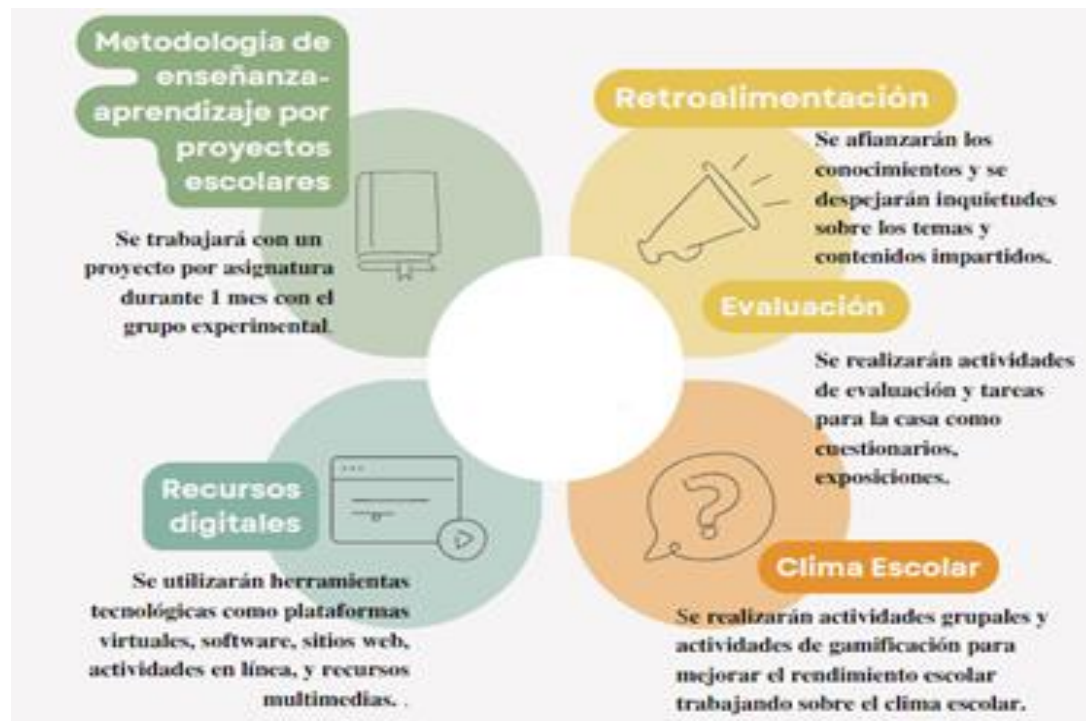 Metodología de
enseñanza-
aprendizaje por
proyectos
escolares
Se trabajará con un
proyecto por asignatura
durante 1 mes con el
grupo experimental.
Retroalimentación
Se afianzarán los
conocimientos y se
despejarán inquietudes
sobre los temas y
contenidos impartidos.
Evaluación
Se realizarán actividades
de evaluación y tareas
para la casa como
cuestionarios,
exposiciones.
Recursos
digitales
Se utilizarán herramientas
tecnológicas como plataformas
virtuales, software, sitios web,
actividades en línea, y recursos
multimedias. .
Clima Escolar
Se realizarán actividades grupales y
actividades de gamificación para
mejorar el rendimiento escolar
trabajando sobre el clima escolar.